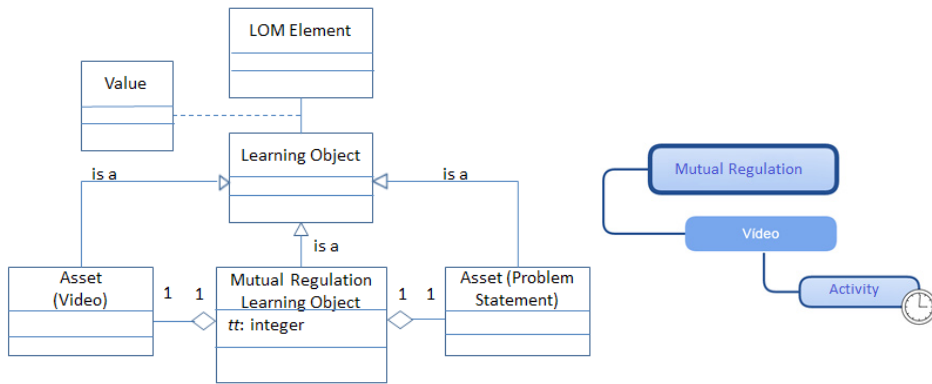 LOM Element
Value
Learning Object
is a
is a
is a
Asset
(Video)
1
1
Mutual Regulation
Learning Object
tt: integer
1
1
Asset (Problem
Statement)
Mutual Regulation
Vídeo
Activity